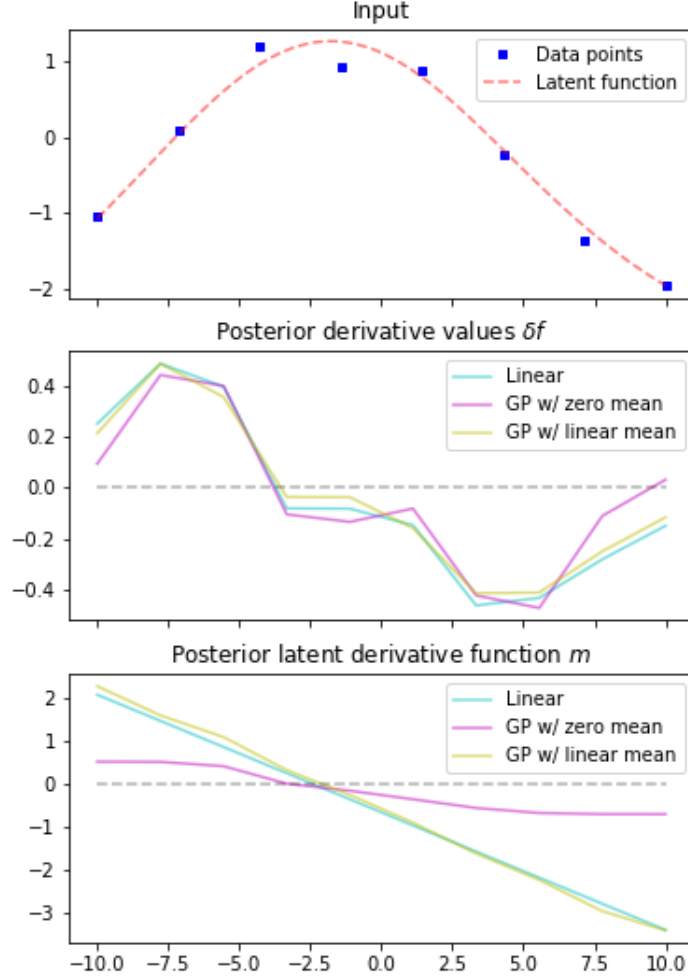 Input
Data points
Latent function
1
0
−1
−2
Posterior derivative values δf
Linear
GP w/ zero mean
GP w/ linear mean
0.4
0.2
0.0
−0.2
−0.4
Posterior latent derivative function m
Linear
GP w/ zero mean
GP w/ linear mean
2
1
0
−1
−2
−3
−10.0 −7.5 −5.0 −2.5 0.0 2.5 5.0 7.5 10.0